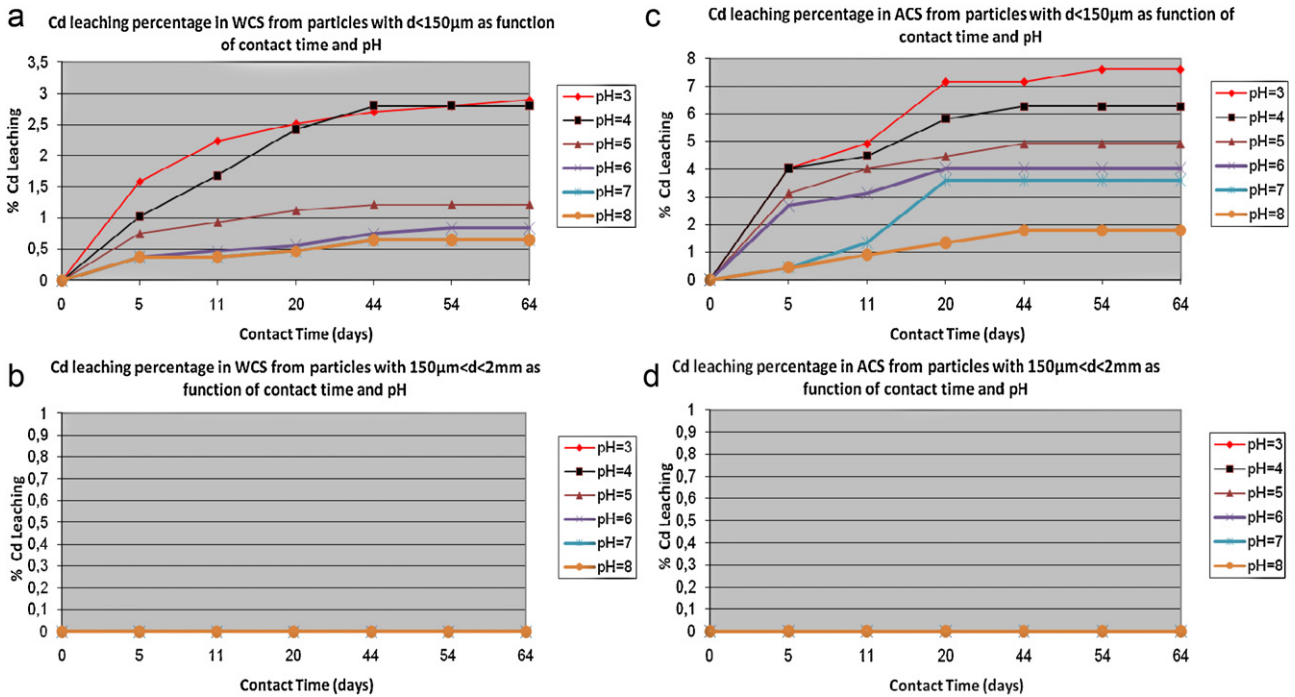 a
Cd leaching percentage in WCS from particles with d<150μm as function
of contact time and pH
3,5
3
2,5
2
1,5
1
0,5
0
% Cd Leaching
0 5 11 20 44 54 64
Contact Time (days)
pH=3
pH=4
pH=5
pH=6
pH=7
pH=8
c
Cd leaching percentage in ACS from particles with d<150μm as function of
contact time and pH
8
7
6
5
4
3
2
1
0
% Cd Leaching
0 5 11 20 44 54 64
Contact Time (days)
pH=3
pH=4
pH=5
pH=6
pH=7
pH=8
b
Cd leaching percentage in WCS from particles with 150μm<d<2mm as
function of contact time and pH
1
0,9
0,8
0,7
0,6
0,5
0,4
0,3
0,2
0,1
0
% Cd Leaching
0 5 11 20 44 54 64
Contact Time (days)
pH=3
pH=4
pH=5
pH=6
pH=7
pH=8
d
Cd leaching percentage in ACS from particles with 150μm<d<2mm as
function of contact time and pH
1
0,9
0,8
0,7
0,6
0,5
0,4
0,3
0,2
0,1
0
% Cd Leaching
0 5 11 20 44 54 64
Contact Time (days)
pH=3
pH=4
pH=5
pH=6
pH=7
pH=8